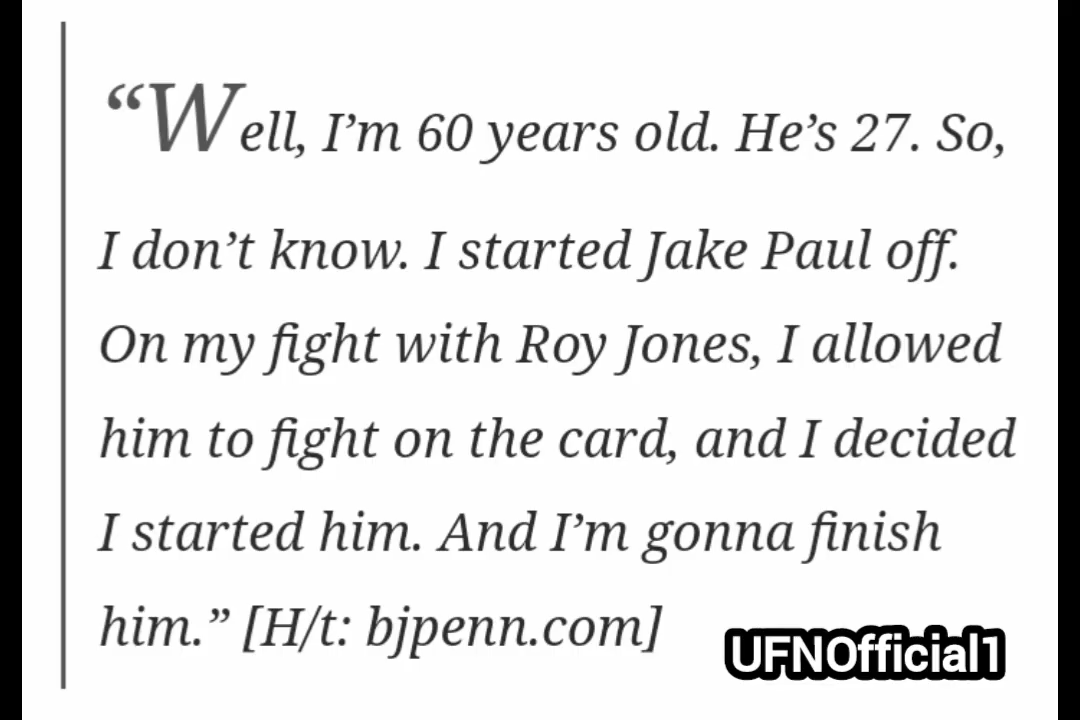 “Well, I’m 60 years old. He’s 27. So,
I don’t know. I started Jake Paul off.
On my fight with Roy Jones, I allowed
him to fight on the card, and I decided
I started him. And I’m gonna finish
him.” [H/t: bjpenn.com]
UFNOfficial1